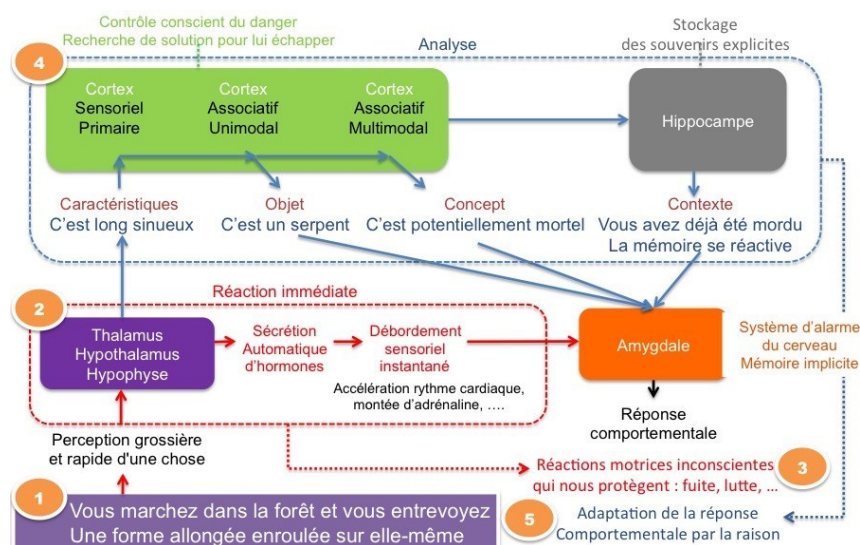 Contrôle conscient du danger
Recherche de solution pour lui échapper
Stockage
des souvenirs explicites
Analyse
4
Cortex
Sensoriel
Primaire
Cortex
Associatif
Unimodal
Cortex
Associatif
Multimodal
Hippocampe
Caractéristiques
C'est long sinueux
Objet
C'est un serpent
Concept
C'est potentiellement mortel
Contexte
Vous avez déjà été mordu
La mémoire se réactive
2
Réaction immédiate
Thalamus
Hypothalamus
Hypophyse
Sécrétion
Automatique
d'hormones
Débordement
sensoriel
instantané
Accélération rythme cardiaque,
montée d'adrénaline, ….
Amygdale
Système d'alarme
du cerveau
Mémoire implicite
Réponse
comportementale
Perception grossière
et rapide d'une chose
Réactions motrices inconscientes
qui nous protègent : fuite, lutte, ...
3
1
Vous marchez dans la forêt et vous entrevoyez
Une forme allongée enroulée sur elle-même
5
Adaptation de la réponse
Comportementale par la raison